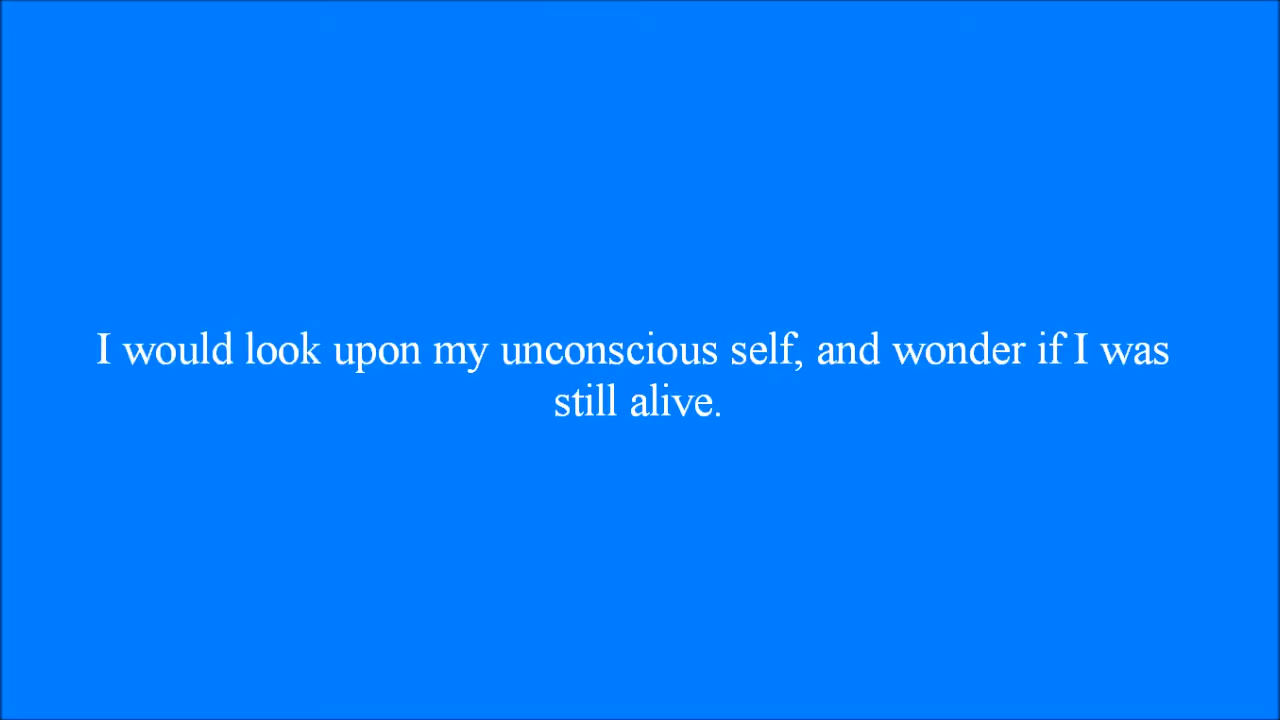 I would look upon my unconscious self, and wonder if I was
still alive.